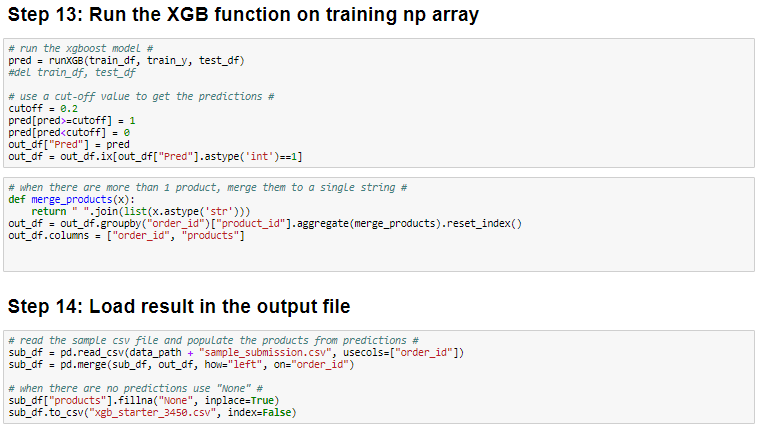 Step 13: Run the XGB function on training np array
# run the xgboost model #
pred = runXGB(train_df, train_y, test_df)
#del train_df, test_df
# use a cut-off value to get the predictions #
cutoff = 0.2
pred[pred>=cutoff] = 1
pred[pred<cutoff] = 0
out_df["Pred"] = pred
out_df = out_df.ix[out_df["Pred"].astype('int')==1]
# when there are more than 1 product, merge them to a single string #
def merge_products(x):
    return " ".join(list(x.astype('str')))
out_df = out_df.groupby("order_id")["product_id"].aggregate(merge_products).reset_index()
out_df.columns = ["order_id", "products"]
Step 14: Load result in the output file
# read the sample csv file and populate the products from predictions #
sub_df = pd.read_csv(data_path + "sample_submission.csv", usecols=["order_id"])
sub_df = pd.merge(sub_df, out_df, how="left", on="order_id")
# when there are no predictions use "None" #
sub_df["products"].fillna("None", inplace=True)
sub_df.to_csv("xgb_starter_3450.csv", index=False)